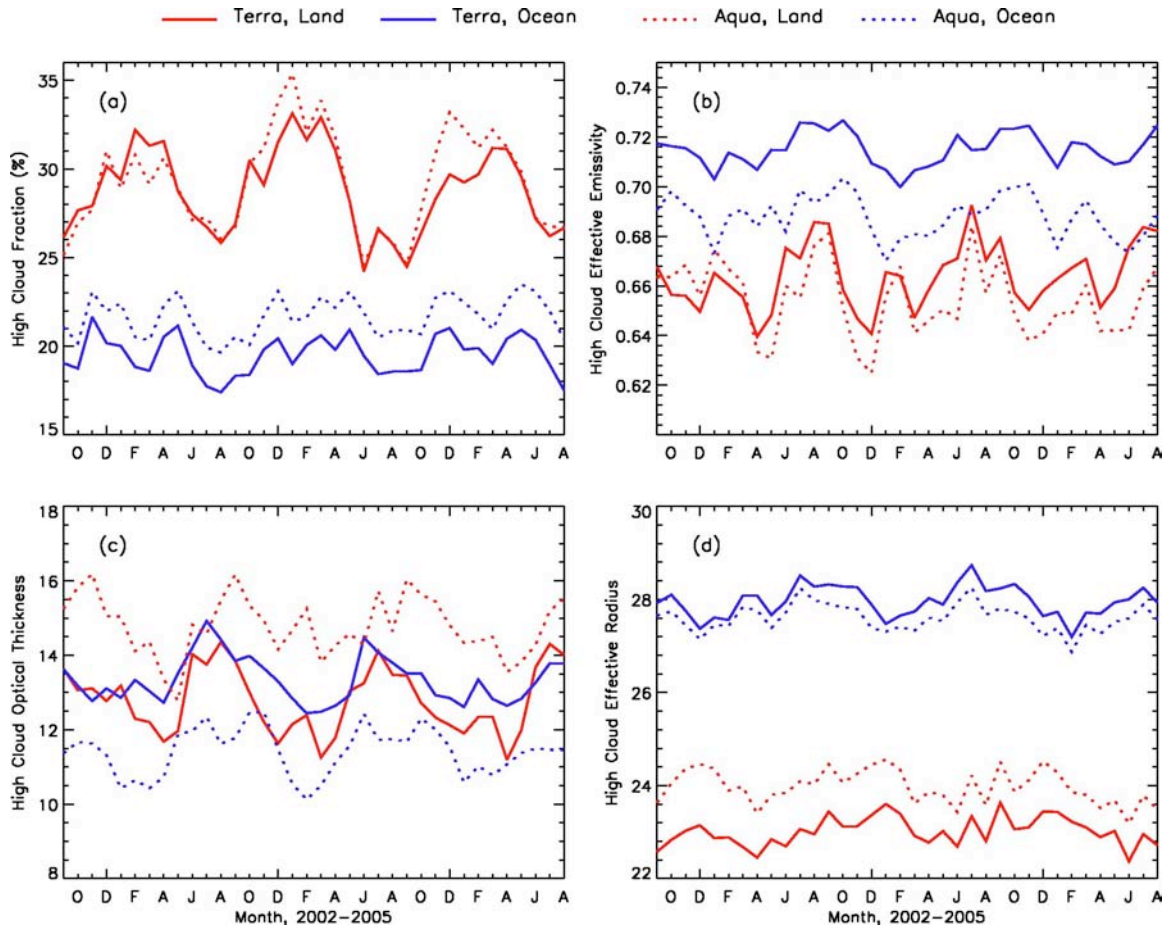 Terra, Land Terra, Ocean Aqua, Land Aqua, Ocean
(a)
High Cloud Fraction (%)
35
30
25
20
15
O D F A J A O D F A J A O D F A J A
(b)
High Cloud Effective Emissivity
0.74
0.72
0.70
0.68
0.66
0.64
0.62
O D F A J A O D F A J A O D F A J A
(c)
High Cloud Optical Thickness
18
16
14
12
10
8
O D F A J A O D F A J A O D F A J A
Month, 2002-2005
(d)
High Cloud Effective Radius
30
28
26
24
22
O D F A J A O D F A J A O D F A J A
Month, 2002-2005